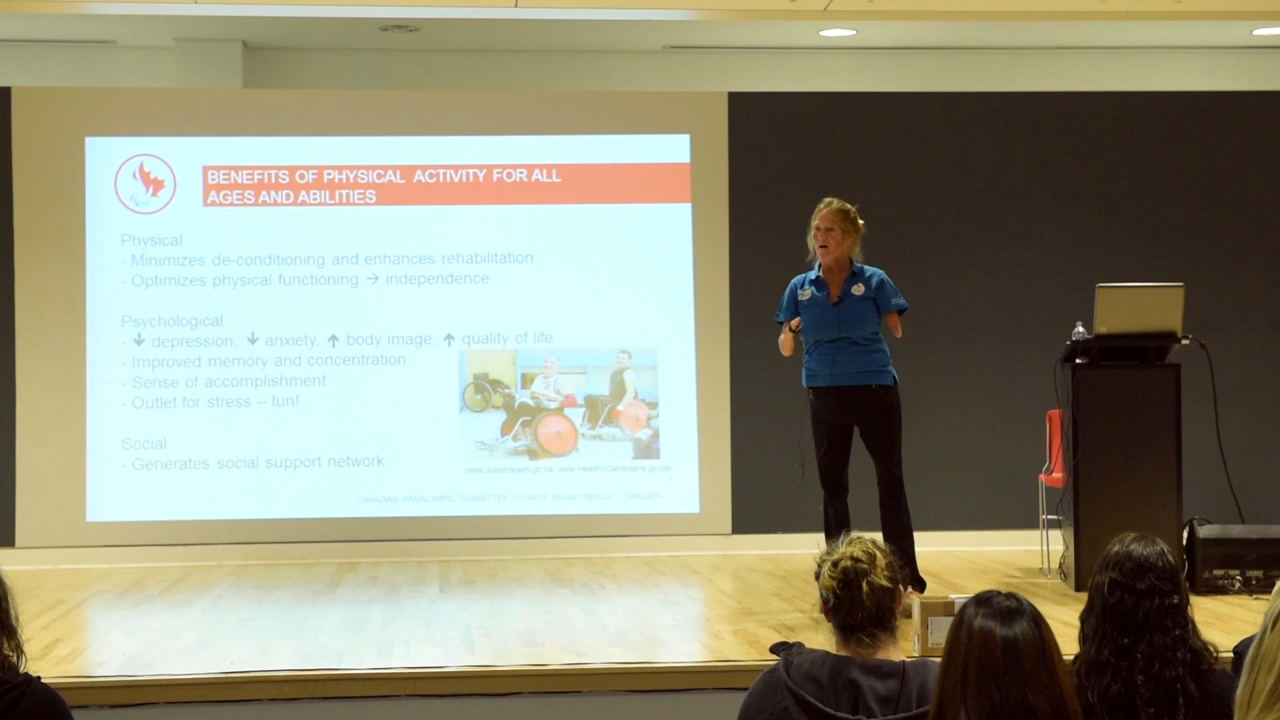 BENEFITS OF PHYSICAL ACTIVITY FOR ALL
AGES AND ABILITIES
Physical
- Minimizes de-conditioning and enhances rehabilitation
- Optimizes physical functioning → independence
Psychological
- ↓ depression, ↓ anxiety, ↑ body image, ↑ quality of life
- Improved memory and concentration
- Sense of accomplishment
- Outlet for stress – fun!
Social
- Generates social support network
CANADIAN PARALYMPIC COMMITTEE | COMITÉ PARALYMPIQUE CANADIEN